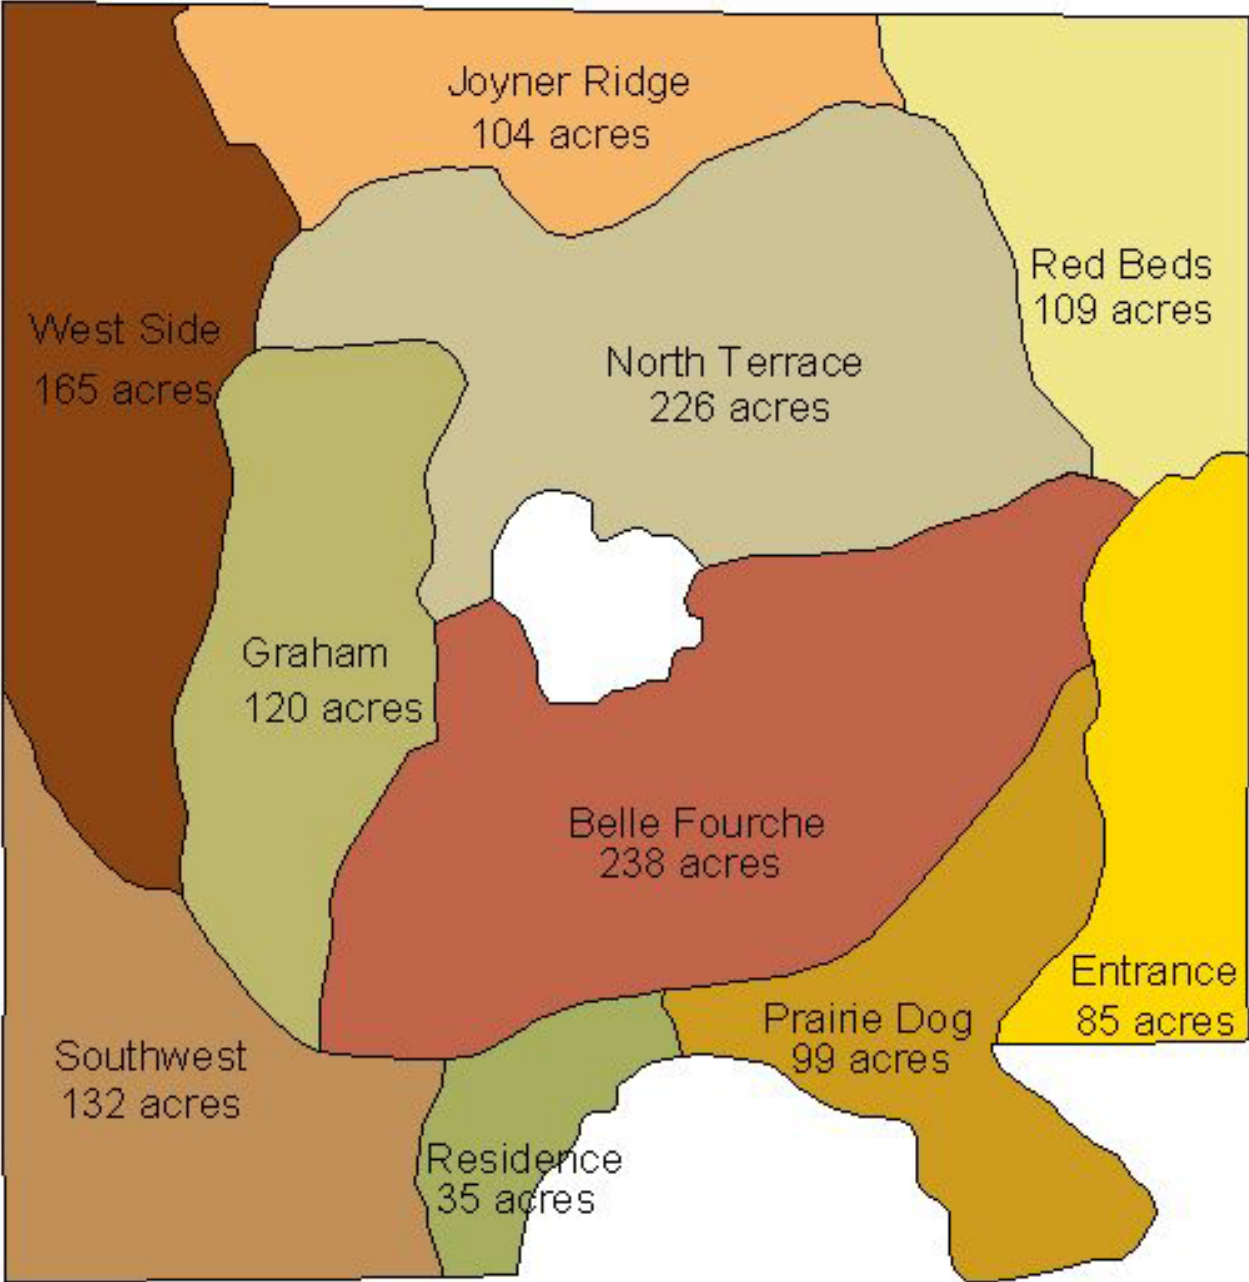 Joyner Ridge
104 acres
Red Beds
109 acres
West Side
165 acres
North Terrace
226 acres
Graham
120 acres
Belle Fourche
238 acres
Entrance
85 acres
Prairie Dog
99 acres
Southwest
132 acres
Residence
35 acres